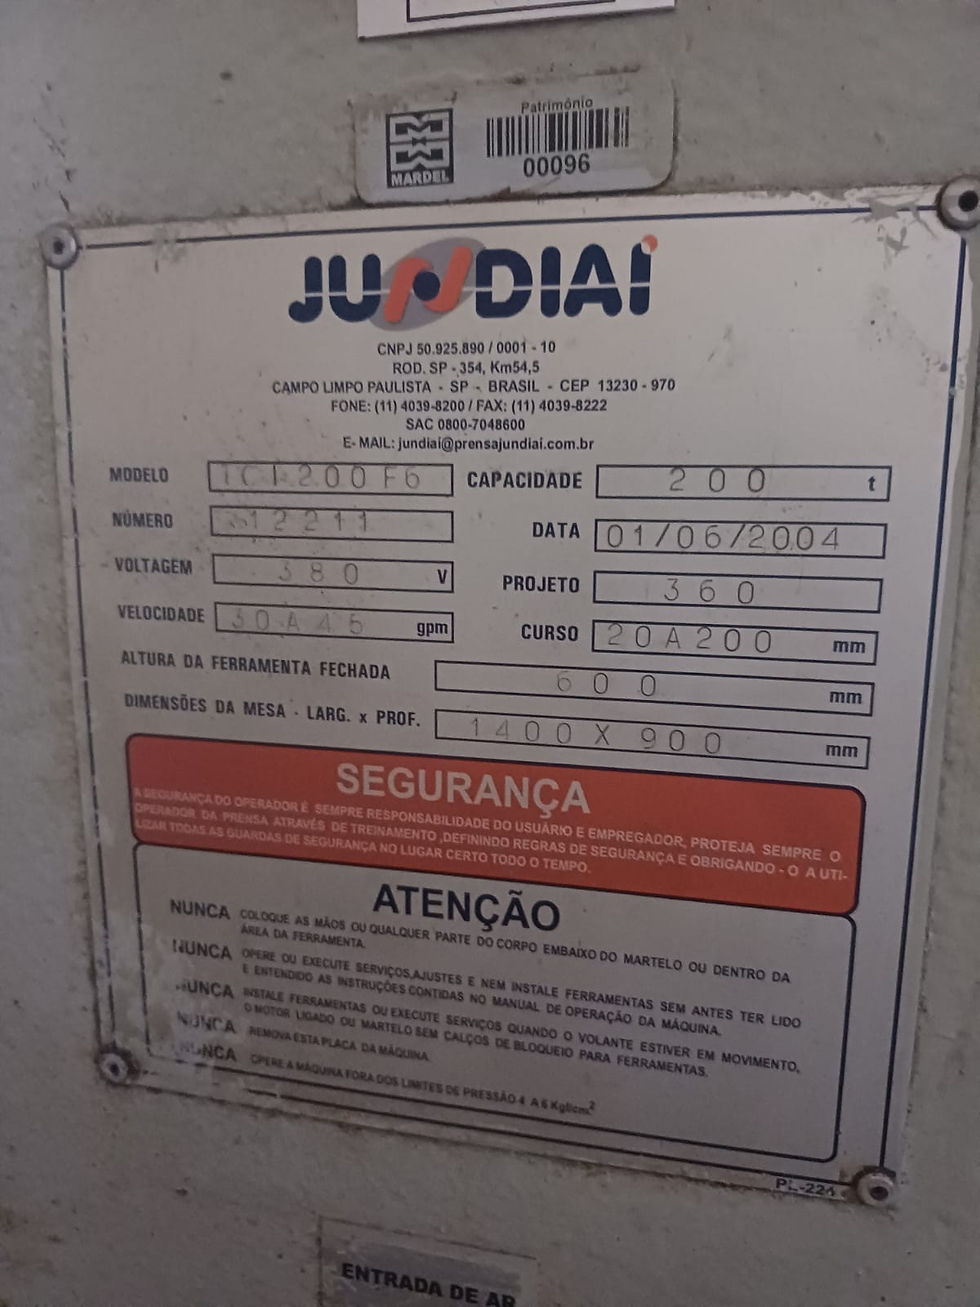 Patrimônio
00096
MARDEL
JUNDIAI
CNPJ 50.925.890 / 0001 - 10
ROD. SP - 354, Km54,5
CAMPO LIMPO PAULISTA - SP - BRASIL - CEP 13230 - 970
FONE: (11) 4039-8200 / FAX: (11) 4039-8222
SAC 0800-7048600
E- MAIL: jundiai@prensajundiai.com.br
MODELO 200 F6 CAPACIDADE 200 t
NÚMERO DATA 01/06/2004
VOLTAGEM 380 V PROJETO 360
VELOCIDADE 30 A 45 gpm CURSO 20A200 mm
ALTURA DA FERRAMENTA FECHADA 600 mm
DIMENSÕES DA MESA - LARG. x PROF. 1400 X 900 mm
SEGURANÇA
A SEGURANÇA DO OPERADOR É SEMPRE RESPONSABILIDADE DO USUÁRIO E EMPREGADOR, PROTEJA SEMPRE O
OPERADOR DA PRENSA ATRAVÉS DE TREINAMENTO ,DEFININDO REGRAS DE SEGURANÇA E OBRIGANDO - O A UTI-
LIZAR TODAS AS GUARDAS DE SEGURANÇA NO LUGAR CERTO TODO O TEMPO.
ATENÇÃO
NUNCA COLOQUE AS MÃOS OU QUALQUER PARTE DO CORPO EMBAIXO DO MARTELO OU DENTRO DA
ÁREA DA FERRAMENTA.
NUNCA OPERE OU EXECUTE SERVIÇOS,AJUSTES E NEM INSTALE FERRAMENTAS SEM ANTES TER LIDO
E ENTENDIDO AS INSTRUÇÕES CONTIDAS NO MANUAL DE OPERAÇÃO DA MÁQUINA.
NUNCA INSTALE FERRAMENTAS OU EXECUTE SERVIÇOS QUANDO O VOLANTE ESTIVER EM MOVIMENTO,
O MOTOR LIGADO OU MARTELO SEM CALÇOS DE BLOQUEIO PARA FERRAMENTAS.
NUNCA REMOVA ESTA PLACA DA MÁQUINA.
NUNCA OPERE A MÁQUINA FORA DOS LIMITES DE PRESSÃO 4 A 6 Kgf/cm²
PL-224
ENTRADA DE AR